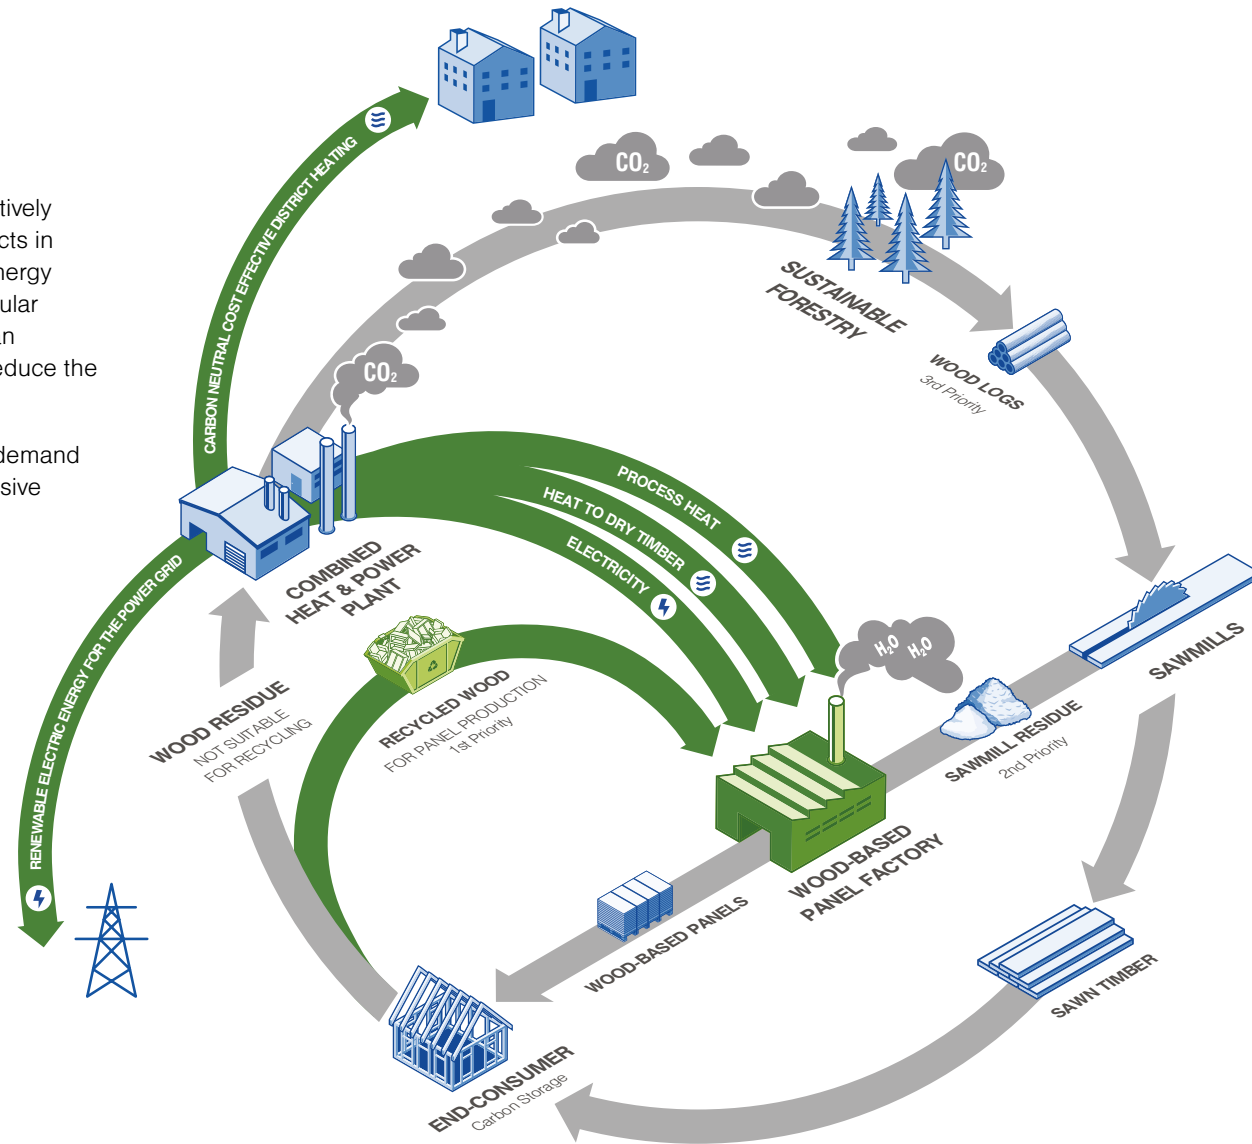 tively
cts in
nergy
ular
an
educe the
demand
sive
CARBON NEUTRAL COST EFFECTIVE DISTRICT HEATING
CO₂
CO₂
SUSTAINABLE
FORESTRY
WOOD LOGS
3rd Priority
CO₂
PROCESS HEAT
HEAT TO DRY TIMBER
ELECTRICITY
COMBINED
HEAT & POWER
PLANT
RENEWABLE ELECTRIC ENERGY FOR THE POWER GRID
H₂O
H₂O
SAWMILLS
WOOD RESIDUE
NOT SUITABLE
FOR RECYCLING
RECYCLED WOOD
FOR PANEL PRODUCTION
1st Priority
SAWMILL RESIDUE
2nd Priority
WOOD-BASED
PANEL FACTORY
WOOD-BASED PANELS
SAWN TIMBER
END-CONSUMER
Carbon Storage